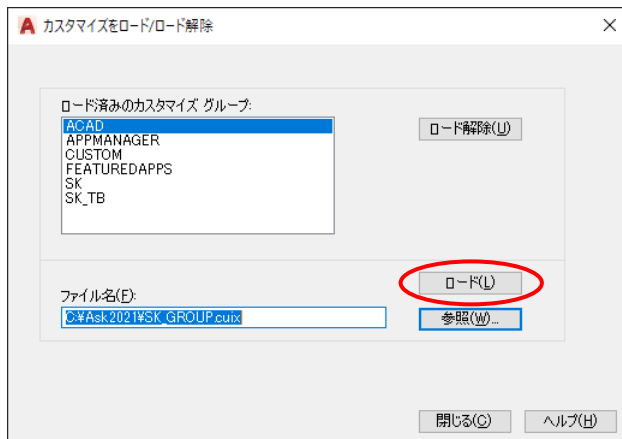 カスタマイズをロード/ロード解除
ロード済みのカスタマイズ グループ:
ACAD
APPMANAGER
CUSTOM
FEATUREDAPPS
SK
SK_TB
ロード解除(U)
ロード(L)
ファイル名(F):
C:¥Ask2021¥SK_GROUP.cuix
参照(W)...
閉じる(C)
ヘルプ(H)